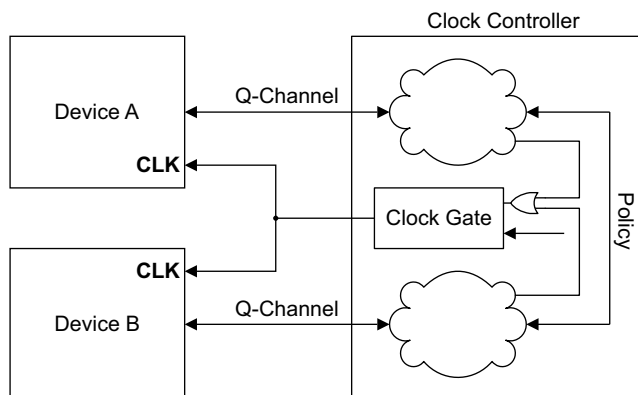 Clock Controller
Device A
Q-Channel
CLK
Clock Gate
Policy
CLK
Device B
Q-Channel